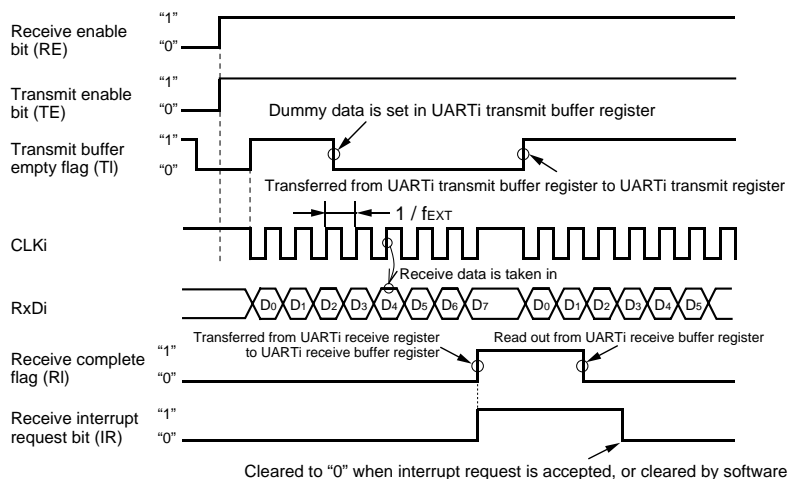 Receive enable
bit (RE)
“1”
“0”
Transmit enable
bit (TE)
“1”
“0”
Dummy data is set in UARTi transmit buffer register
Transmit buffer
empty flag (Tl)
“1”
“0”
Transferred from UARTi transmit buffer register to UARTi transmit register
1 / fEXT
CLKi
Receive data is taken in
RxDi
D0 D1 D2 D3 D4 D5 D6 D7 D0 D1 D2 D3 D4 D5
Transferred from UARTi receive register
to UARTi receive buffer register
Read out from UARTi receive buffer register
Receive complete
flag (Rl)
“1”
“0”
Receive interrupt
request bit (IR)
“1”
“0”
Cleared to “0” when interrupt request is accepted, or cleared by software